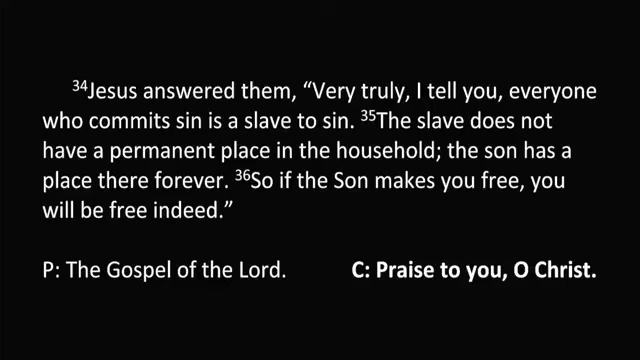 ³⁴Jesus answered them, “Very truly, I tell you, everyone
who commits sin is a slave to sin. ³⁵The slave does not
have a permanent place in the household; the son has a
place there forever. ³⁶So if the Son makes you free, you
will be free indeed.”
P: The Gospel of the Lord. C: Praise to you, O Christ.